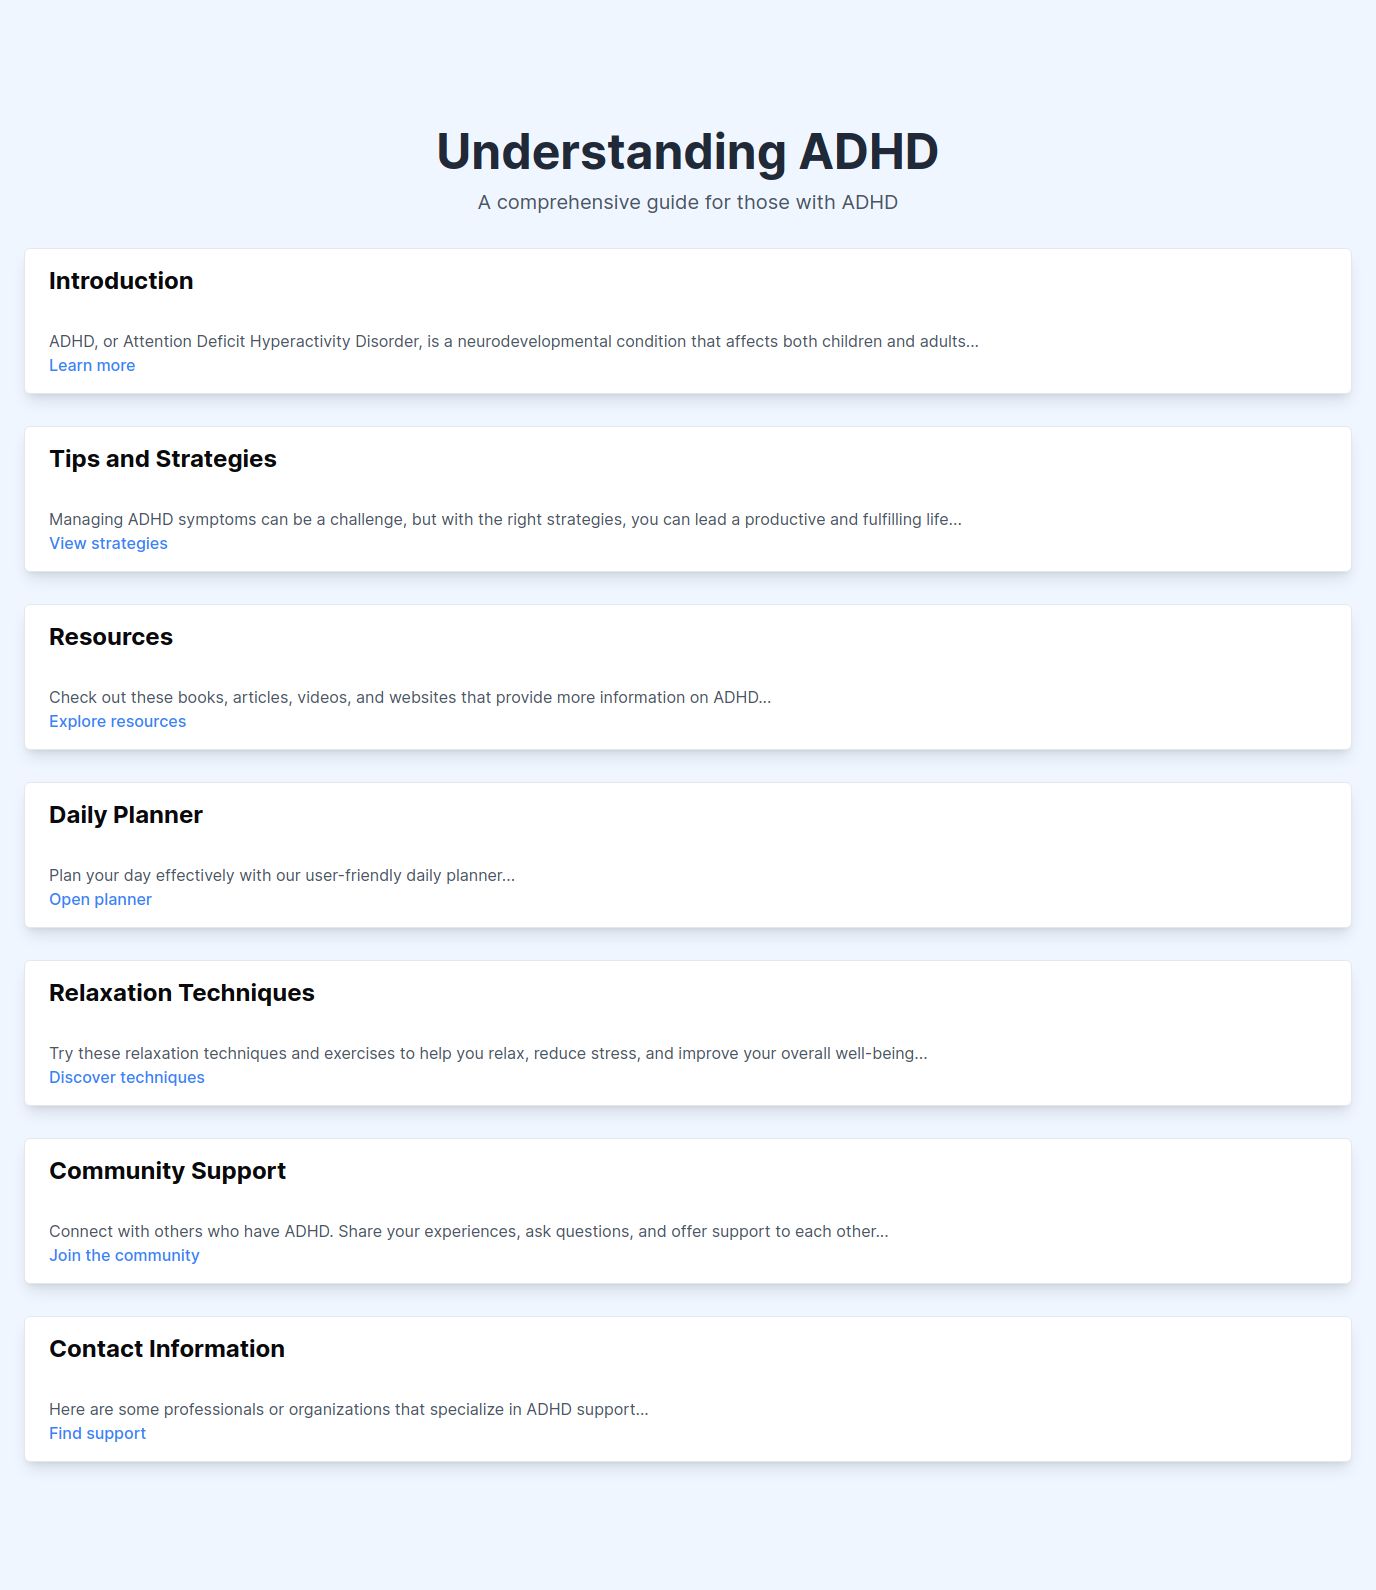 Understanding ADHD
A comprehensive guide for those with ADHD
Introduction
ADHD, or Attention Deficit Hyperactivity Disorder, is a neurodevelopmental condition that affects both children and adults...
Learn more
Tips and Strategies
Managing ADHD symptoms can be a challenge, but with the right strategies, you can lead a productive and fulfilling life...
View strategies
Resources
Check out these books, articles, videos, and websites that provide more information on ADHD...
Explore resources
Daily Planner
Plan your day effectively with our user-friendly daily planner...
Open planner
Relaxation Techniques
Try these relaxation techniques and exercises to help you relax, reduce stress, and improve your overall well-being...
Discover techniques
Community Support
Connect with others who have ADHD. Share your experiences, ask questions, and offer support to each other...
Join the community
Contact Information
Here are some professionals or organizations that specialize in ADHD support...
Find support